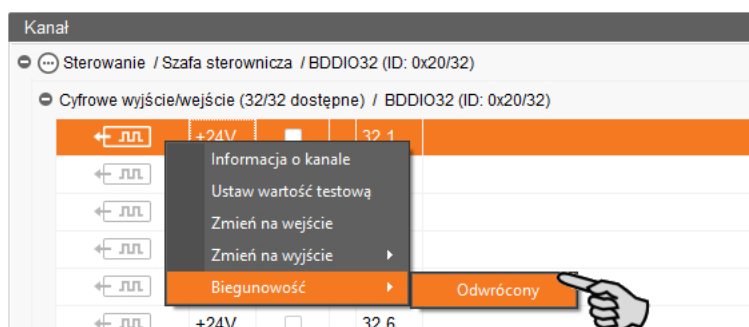 Kanał
Sterowanie / Szafa sterownicza / BDDIO32 (ID: 0x20/32)
Cyfrowe wyjście/wejście (32/32 dostępne) / BDDIO32 (ID: 0x20/32)
+24V 32.1
Informacja o kanale
Ustaw wartość testową
Zmień na wejście
Zmień na wyjście
Biegunowość Odwrócony
+24V 32.6